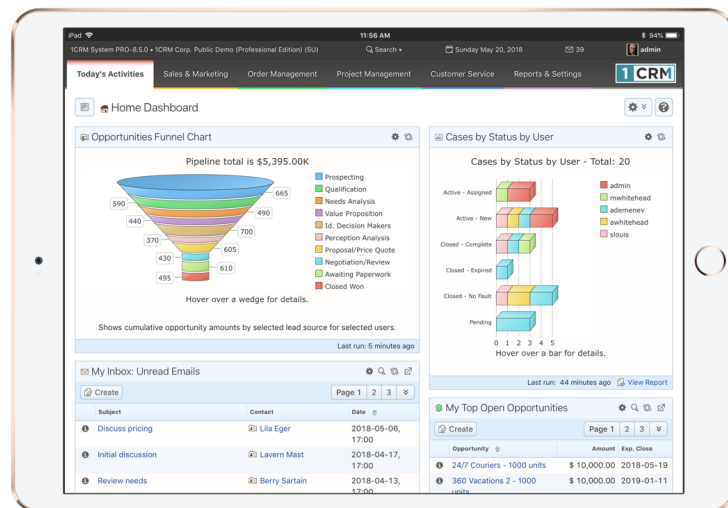 iPad
11:56 AM
94%
1CRM System PRO-8.5.0 • 1CRM Corp. Public Demo (Professional Edition) (5U)
Search
Sunday May 20, 2018
39
admin
Today's Activities
Sales & Marketing
Order Management
Project Management
Customer Service
Reports & Settings
1 CRM
Home Dashboard
Opportunities Funnel Chart
Pipeline total is $5,395.00K
665
590
490
440
700
370
605
430
610
495
Prospecting
Qualification
Needs Analysis
Value Proposition
Id. Decision Makers
Perception Analysis
Proposal/Price Quote
Negotiation/Review
Awaiting Paperwork
Closed Won
Hover over a wedge for details.
Shows cumulative opportunity amounts by selected lead source for selected users.
Last run: 5 minutes ago
My Inbox: Unread Emails
Create
Page 1 2 3
Subject Contact Date
Discuss pricing Lila Eger 2018-05-06,
17:00
Initial discussion Lavern Mast 2018-04-17,
17:00
Review needs Berry Sartain 2018-04-13,
17:00
Cases by Status by User
Cases by Status by User - Total: 20
Active - Assigned
Active - New
Closed - Complete
Closed - Expired
Closed - No Fault
Pending
0 1 2 3 4 5
admin
mwhitehead
ademenev
awhitehead
slouis
Hover over a bar for details.
Last run: 44 minutes ago View Report
My Top Open Opportunities
Create
Page 1 2 3
Opportunity Amount Exp. Close
24/7 Couriers - 1000 units $ 10,000.00 2018-05-19
360 Vacations 2 - 1000 $ 10,000.00 2019-01-11
units